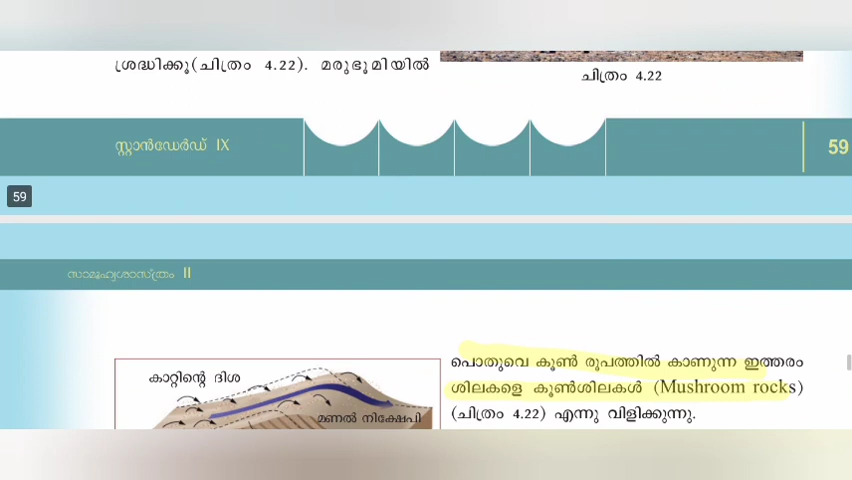 ശ്രദ്ധിക്കൂ(ചിത്രം 4.22). മരുഭൂമിയിൽ
ചിത്രം 4.22
സ്റ്റാൻഡേർഡ് IX
59
59
സാമൂഹ്യശാസ്ത്രം II
പൊതുവെ കൂൺ രൂപത്തിൽ കാണുന്ന ഇത്തരം
ശിലകളെ കൂൺശിലകൾ (Mushroom rocks)
(ചിത്രം 4.22) എന്നു വിളിക്കുന്നു.
കാറ്റിന്റെ ദിശ
മണൽ നിക്ഷേപി